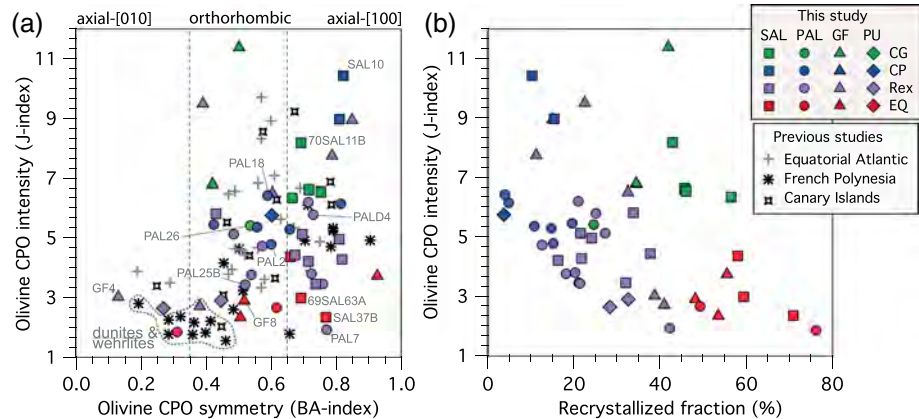 (a)
axial-[010]
orthorhombic
axial-[100]
11
9
7
5
3
1
Olivine CPO intensity (J-index)
SAL10
70SAL11B
PAL18
PALD4
PAL26
PAL2
PAL25B
GF4
69SAL63A
SAL37B
GF8
PAL7
dunites &
wehrlites
0.0 0.2 0.4 0.6 0.8 1.0
Olivine CPO symmetry (BA-index)
(b)
11
9
7
5
3
1
Olivine CPO intensity (J-index)
0 20 40 60 80
Recrystallized fraction (%)
This study
SAL PAL GF PU
CG
CP
Rex
EQ
Previous studies
Equatorial Atlantic
French Polynesia
Canary Islands